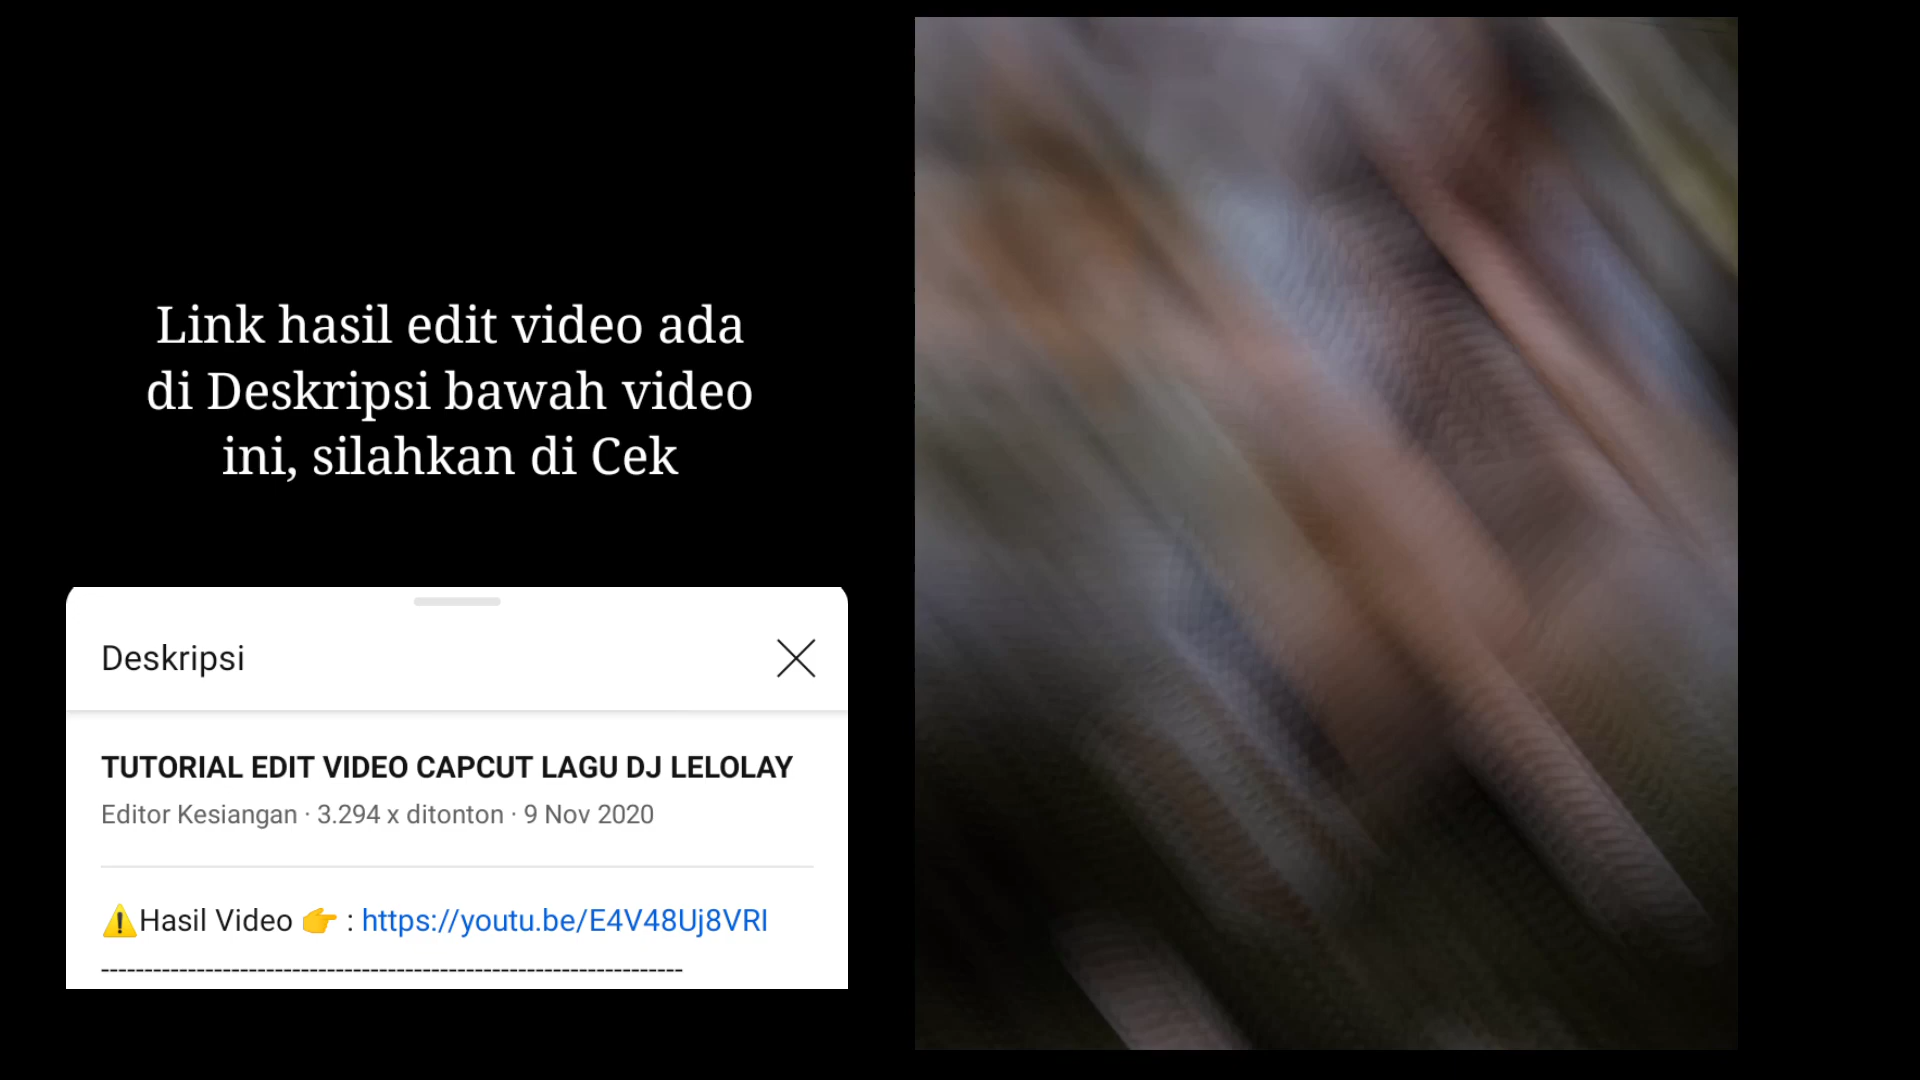 Link hasil edit video ada
di Deskripsi bawah video
ini, silahkan di Cek
Deskripsi
TUTORIAL EDIT VIDEO CAPCUT LAGU DJ LELOLAY
Editor Kesiangan · 3.294 x ditonton · 9 Nov 2020
⚠️Hasil Video 👉 : https://youtu.be/E4V48Uj8VRI
-------------------------------------------------------------------